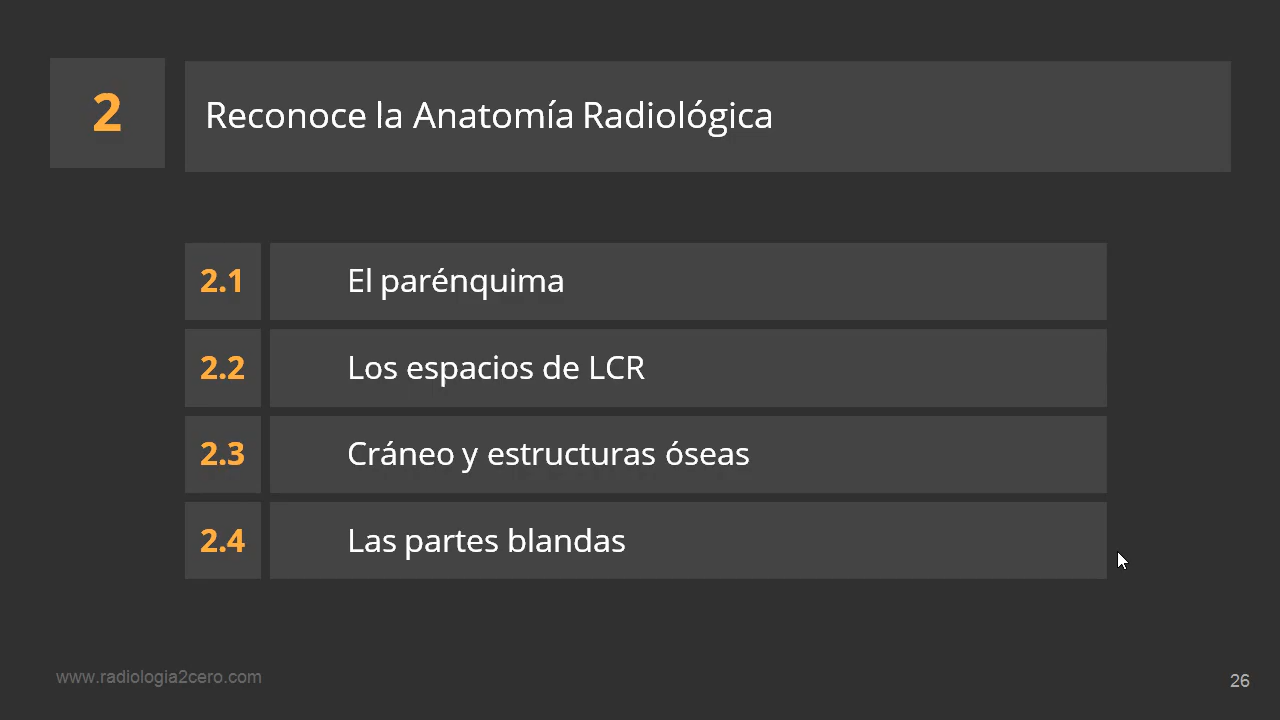 2
Reconoce la Anatomía Radiológica
2.1
El parénquima
2.2
Los espacios de LCR
2.3
Cráneo y estructuras óseas
2.4
Las partes blandas
www.radiologia2cero.com
26